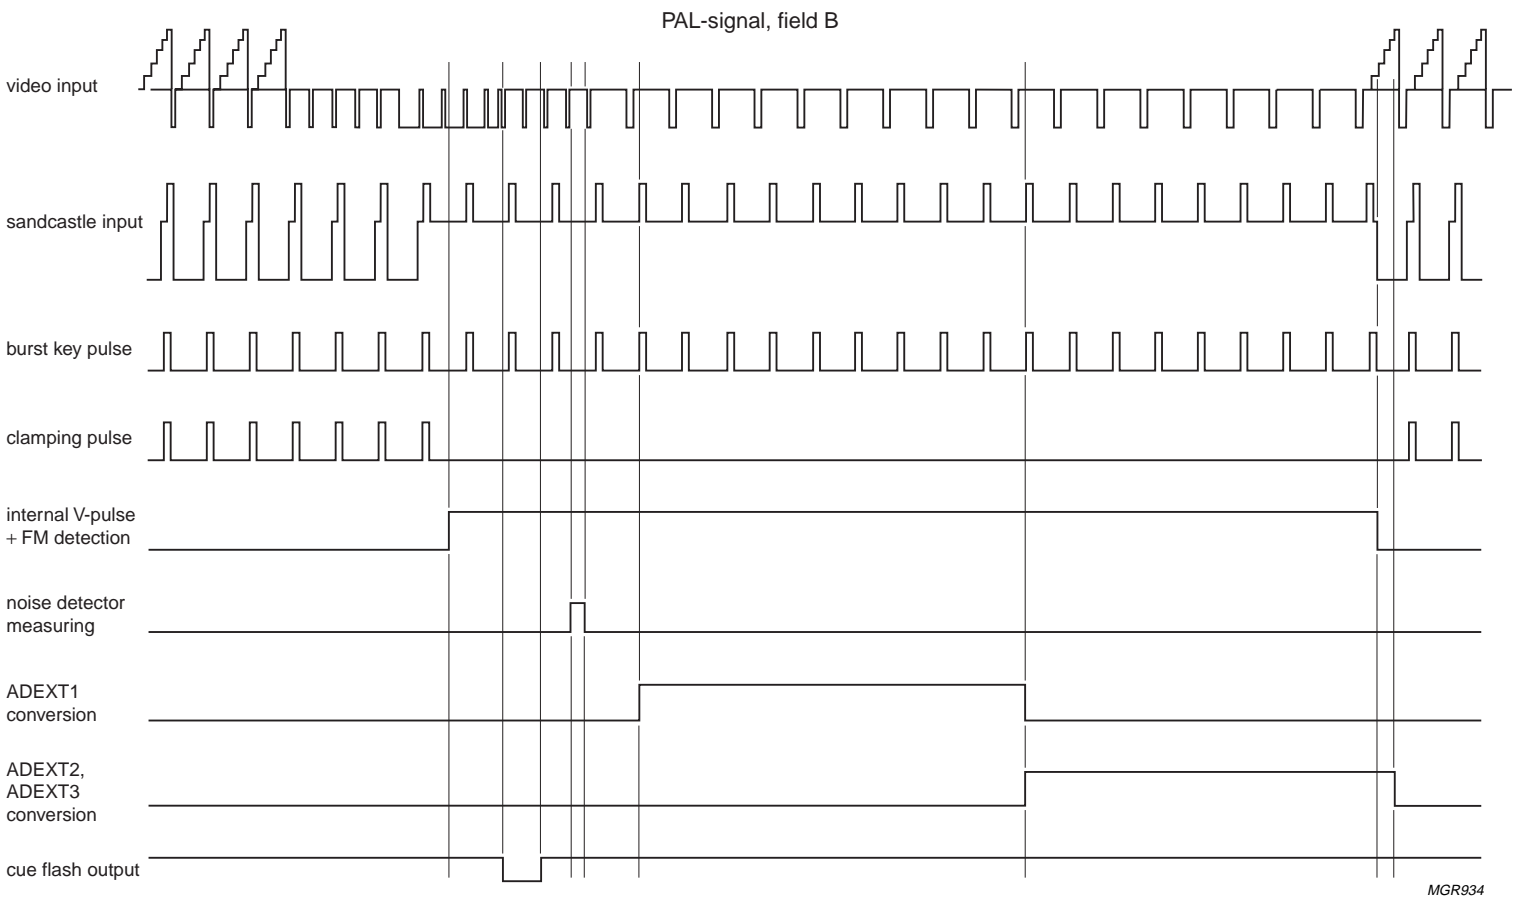 PAL-signal, field B
video input
sandcastle input
burst key pulse
clamping pulse
internal V-pulse
+ FM detection
noise detector
measuring
ADEXT1
conversion
ADEXT2,
ADEXT3
conversion
cue flash output
MGR934